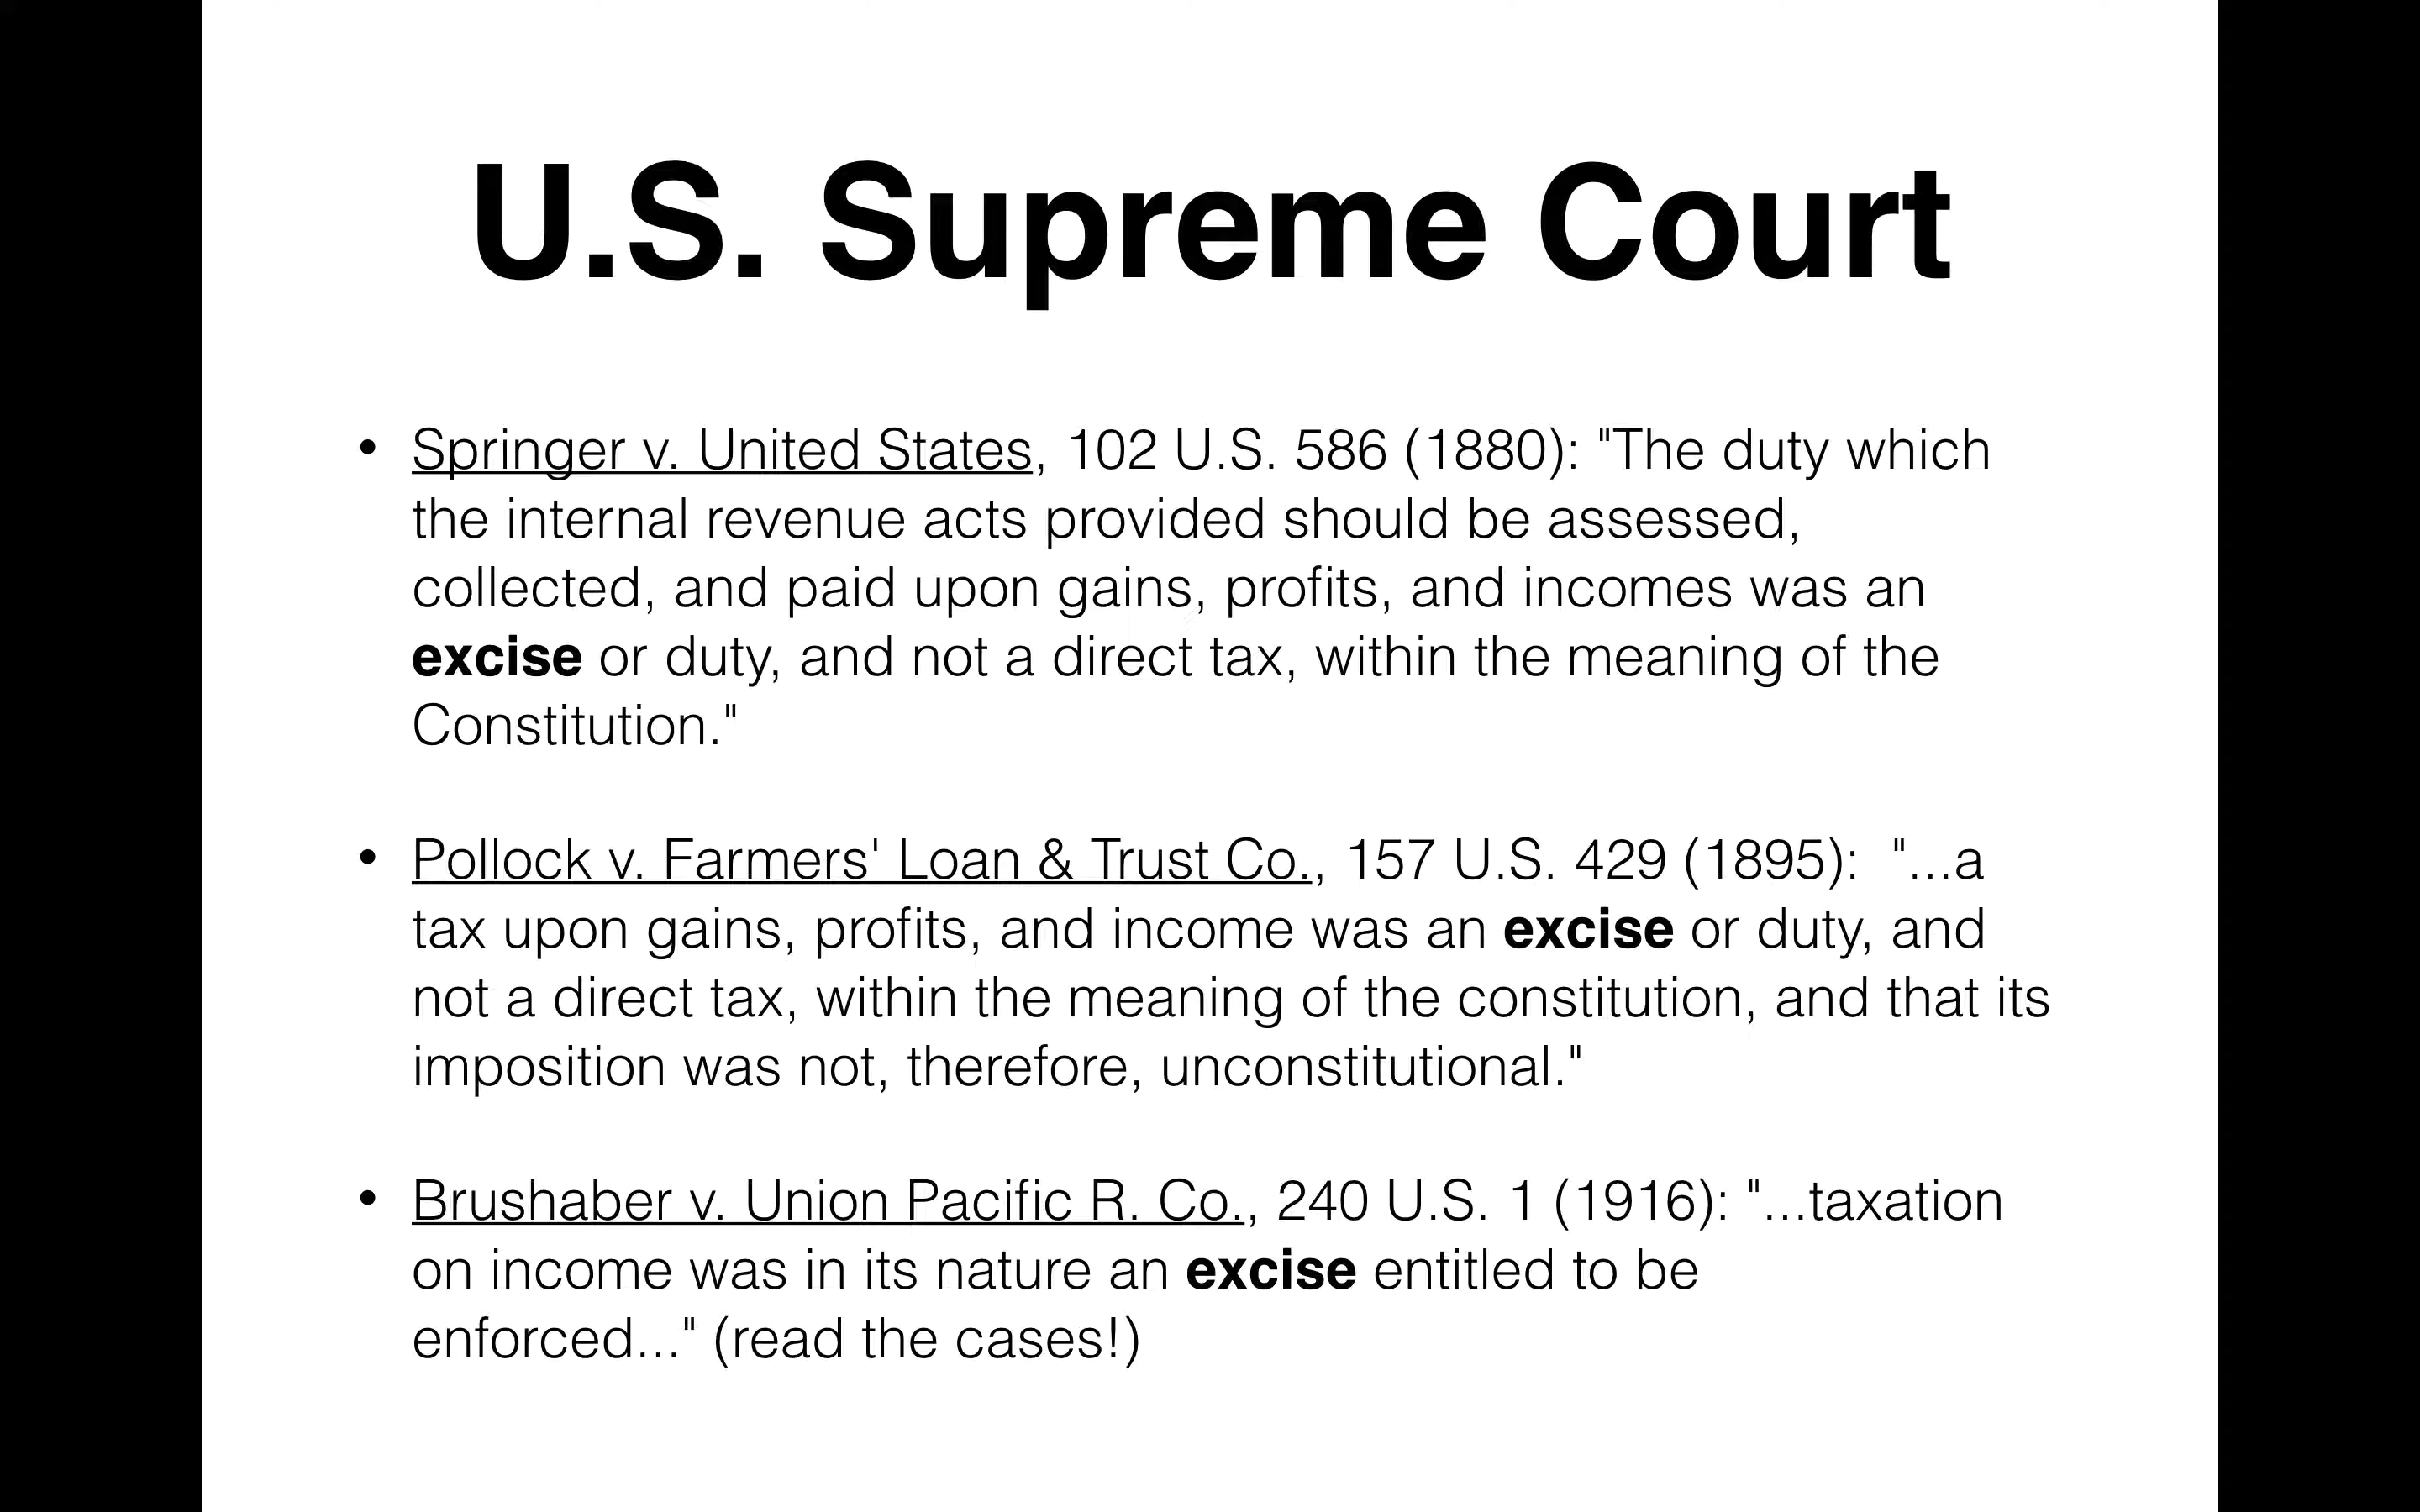 U.S. Supreme Court
• Springer v. United States, 102 U.S. 586 (1880): "The duty which
the internal revenue acts provided should be assessed,
collected, and paid upon gains, profits, and incomes was an
excise or duty, and not a direct tax, within the meaning of the
Constitution."
• Pollock v. Farmers' Loan & Trust Co., 157 U.S. 429 (1895):  "...a
tax upon gains, profits, and income was an excise or duty, and
not a direct tax, within the meaning of the constitution, and that its
imposition was not, therefore, unconstitutional."
• Brushaber v. Union Pacific R. Co., 240 U.S. 1 (1916): "...taxation
on income was in its nature an excise entitled to be
enforced..." (read the cases!)